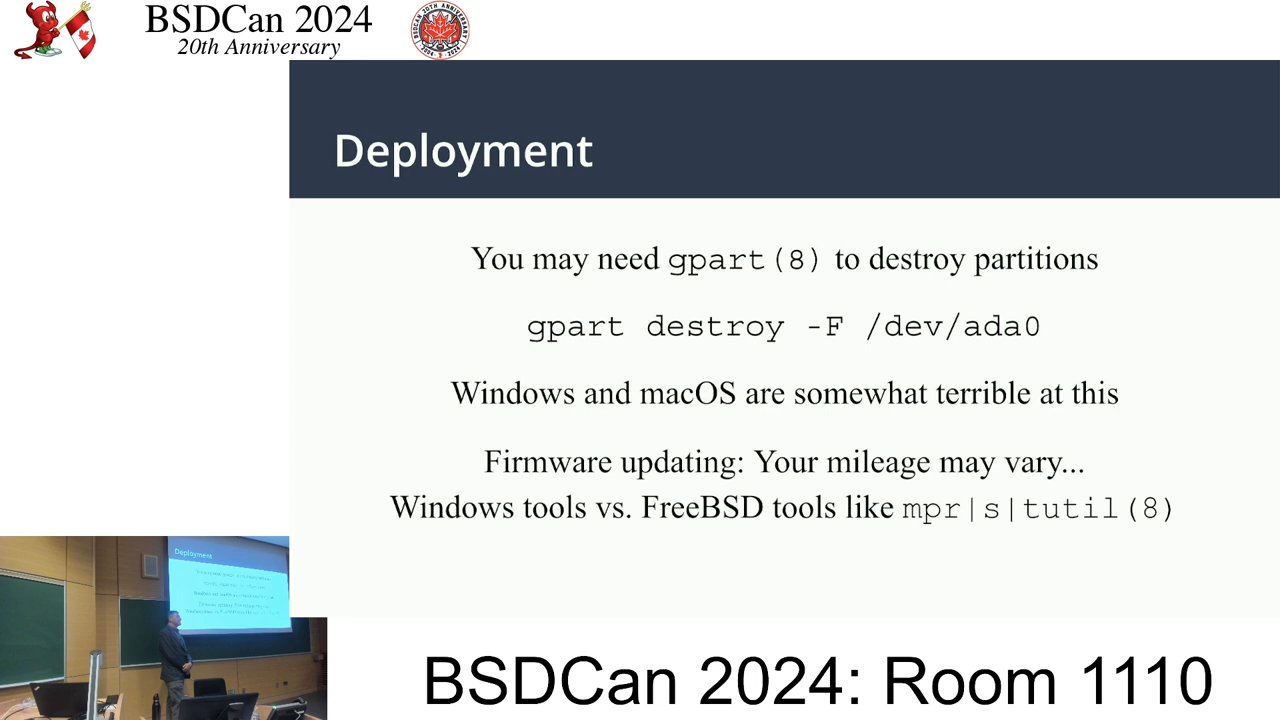 BSDCan 2024
20th Anniversary
Deployment
You may need gpart(8) to destroy partitions
gpart destroy -F /dev/ada0
Windows and macOS are somewhat terrible at this
Firmware updating: Your mileage may vary...
Windows tools vs. FreeBSD tools like mpr|s|tutil(8)
Deployment
BSDCan 2024: Room 1110